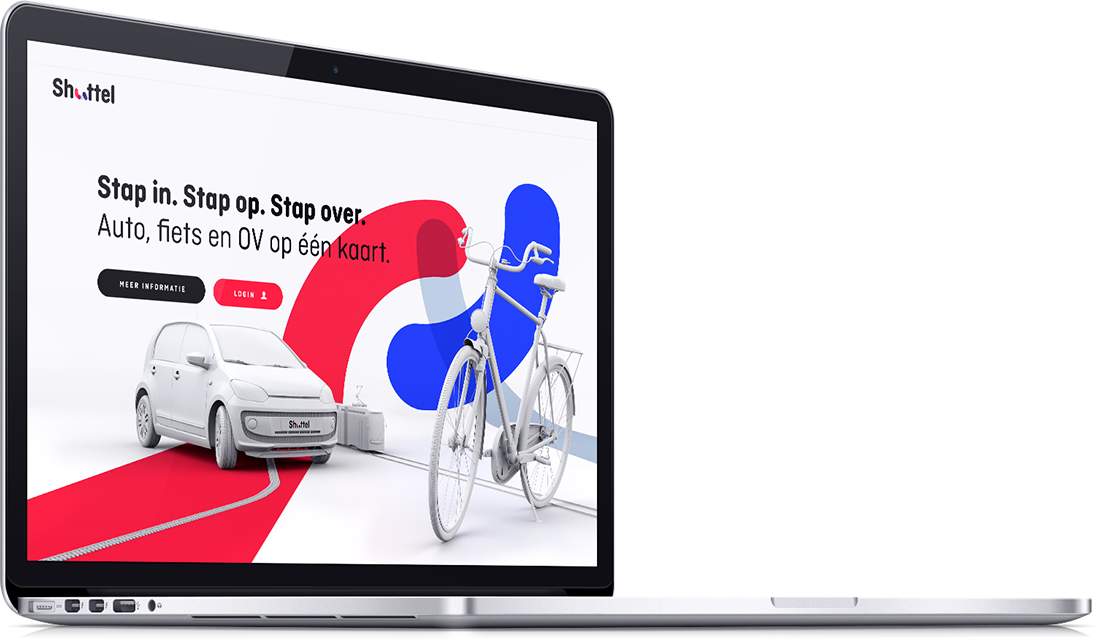 Shuttel
Stap in. Stap op. Stap over.
Auto, fiets en OV op één kaart.
MEER INFORMATIE
LOGIN
Shuttel